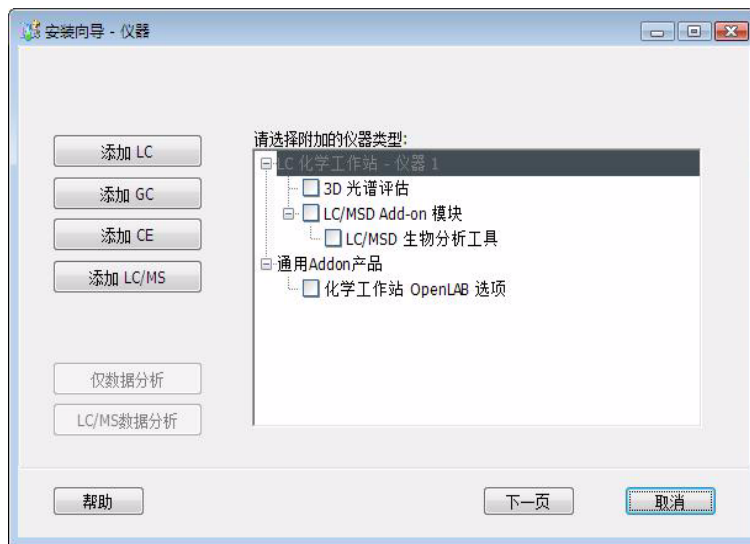 安装向导 - 仪器
请选择附加的仪器类型:
添加 LC
添加 GC
添加 CE
添加 LC/MS
仅数据分析
LC/MS数据分析
LC 化学工作站 - 仪器 1
3D 光谱评估
LC/MSD Add-on 模块
LC/MSD 生物分析工具
通用Addon产品
化学工作站 OpenLAB 选项
帮助
下一页
取消